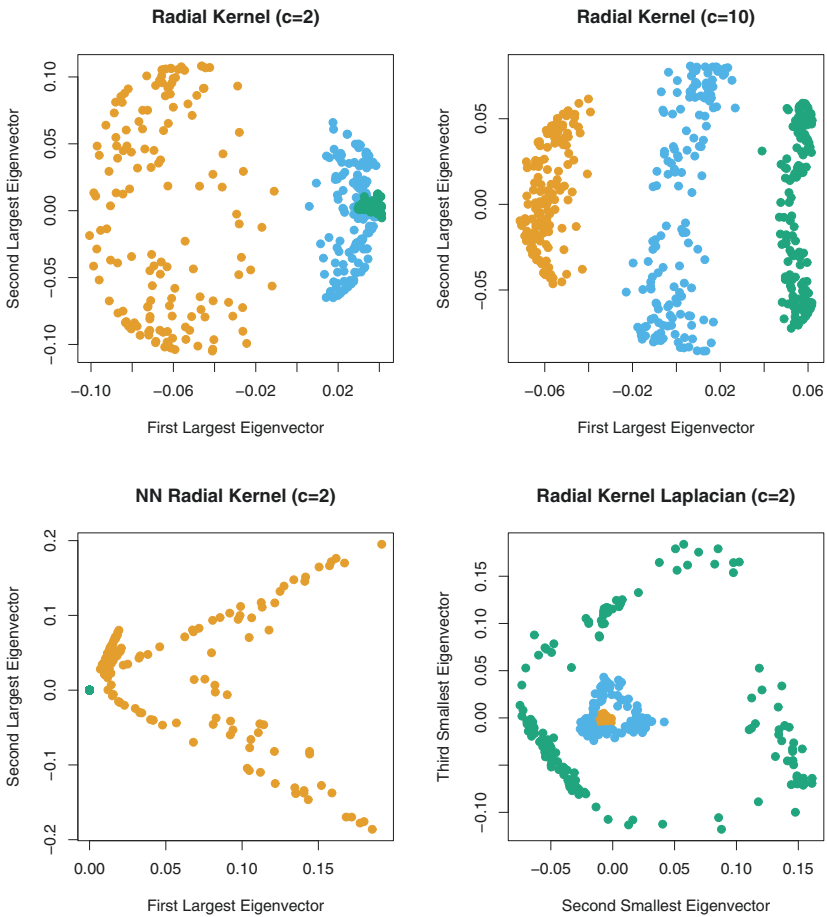 Radial Kernel (c=2)
Second Largest Eigenvector
0.10
0.05
0.00
−0.05
−0.10
−0.10
−0.06
−0.02
0.02
First Largest Eigenvector
Radial Kernel (c=10)
Second Largest Eigenvector
0.05
0.00
−0.05
−0.06
−0.02
0.02
0.06
First Largest Eigenvector
NN Radial Kernel (c=2)
Second Largest Eigenvector
0.2
0.1
0.0
−0.1
−0.2
0.00
0.05
0.10
0.15
First Largest Eigenvector
Radial Kernel Laplacian (c=2)
Third Smallest Eigenvector
0.15
0.10
0.05
0.00
−0.10
−0.05
0.00
0.05
0.10
0.15
Second Smallest Eigenvector